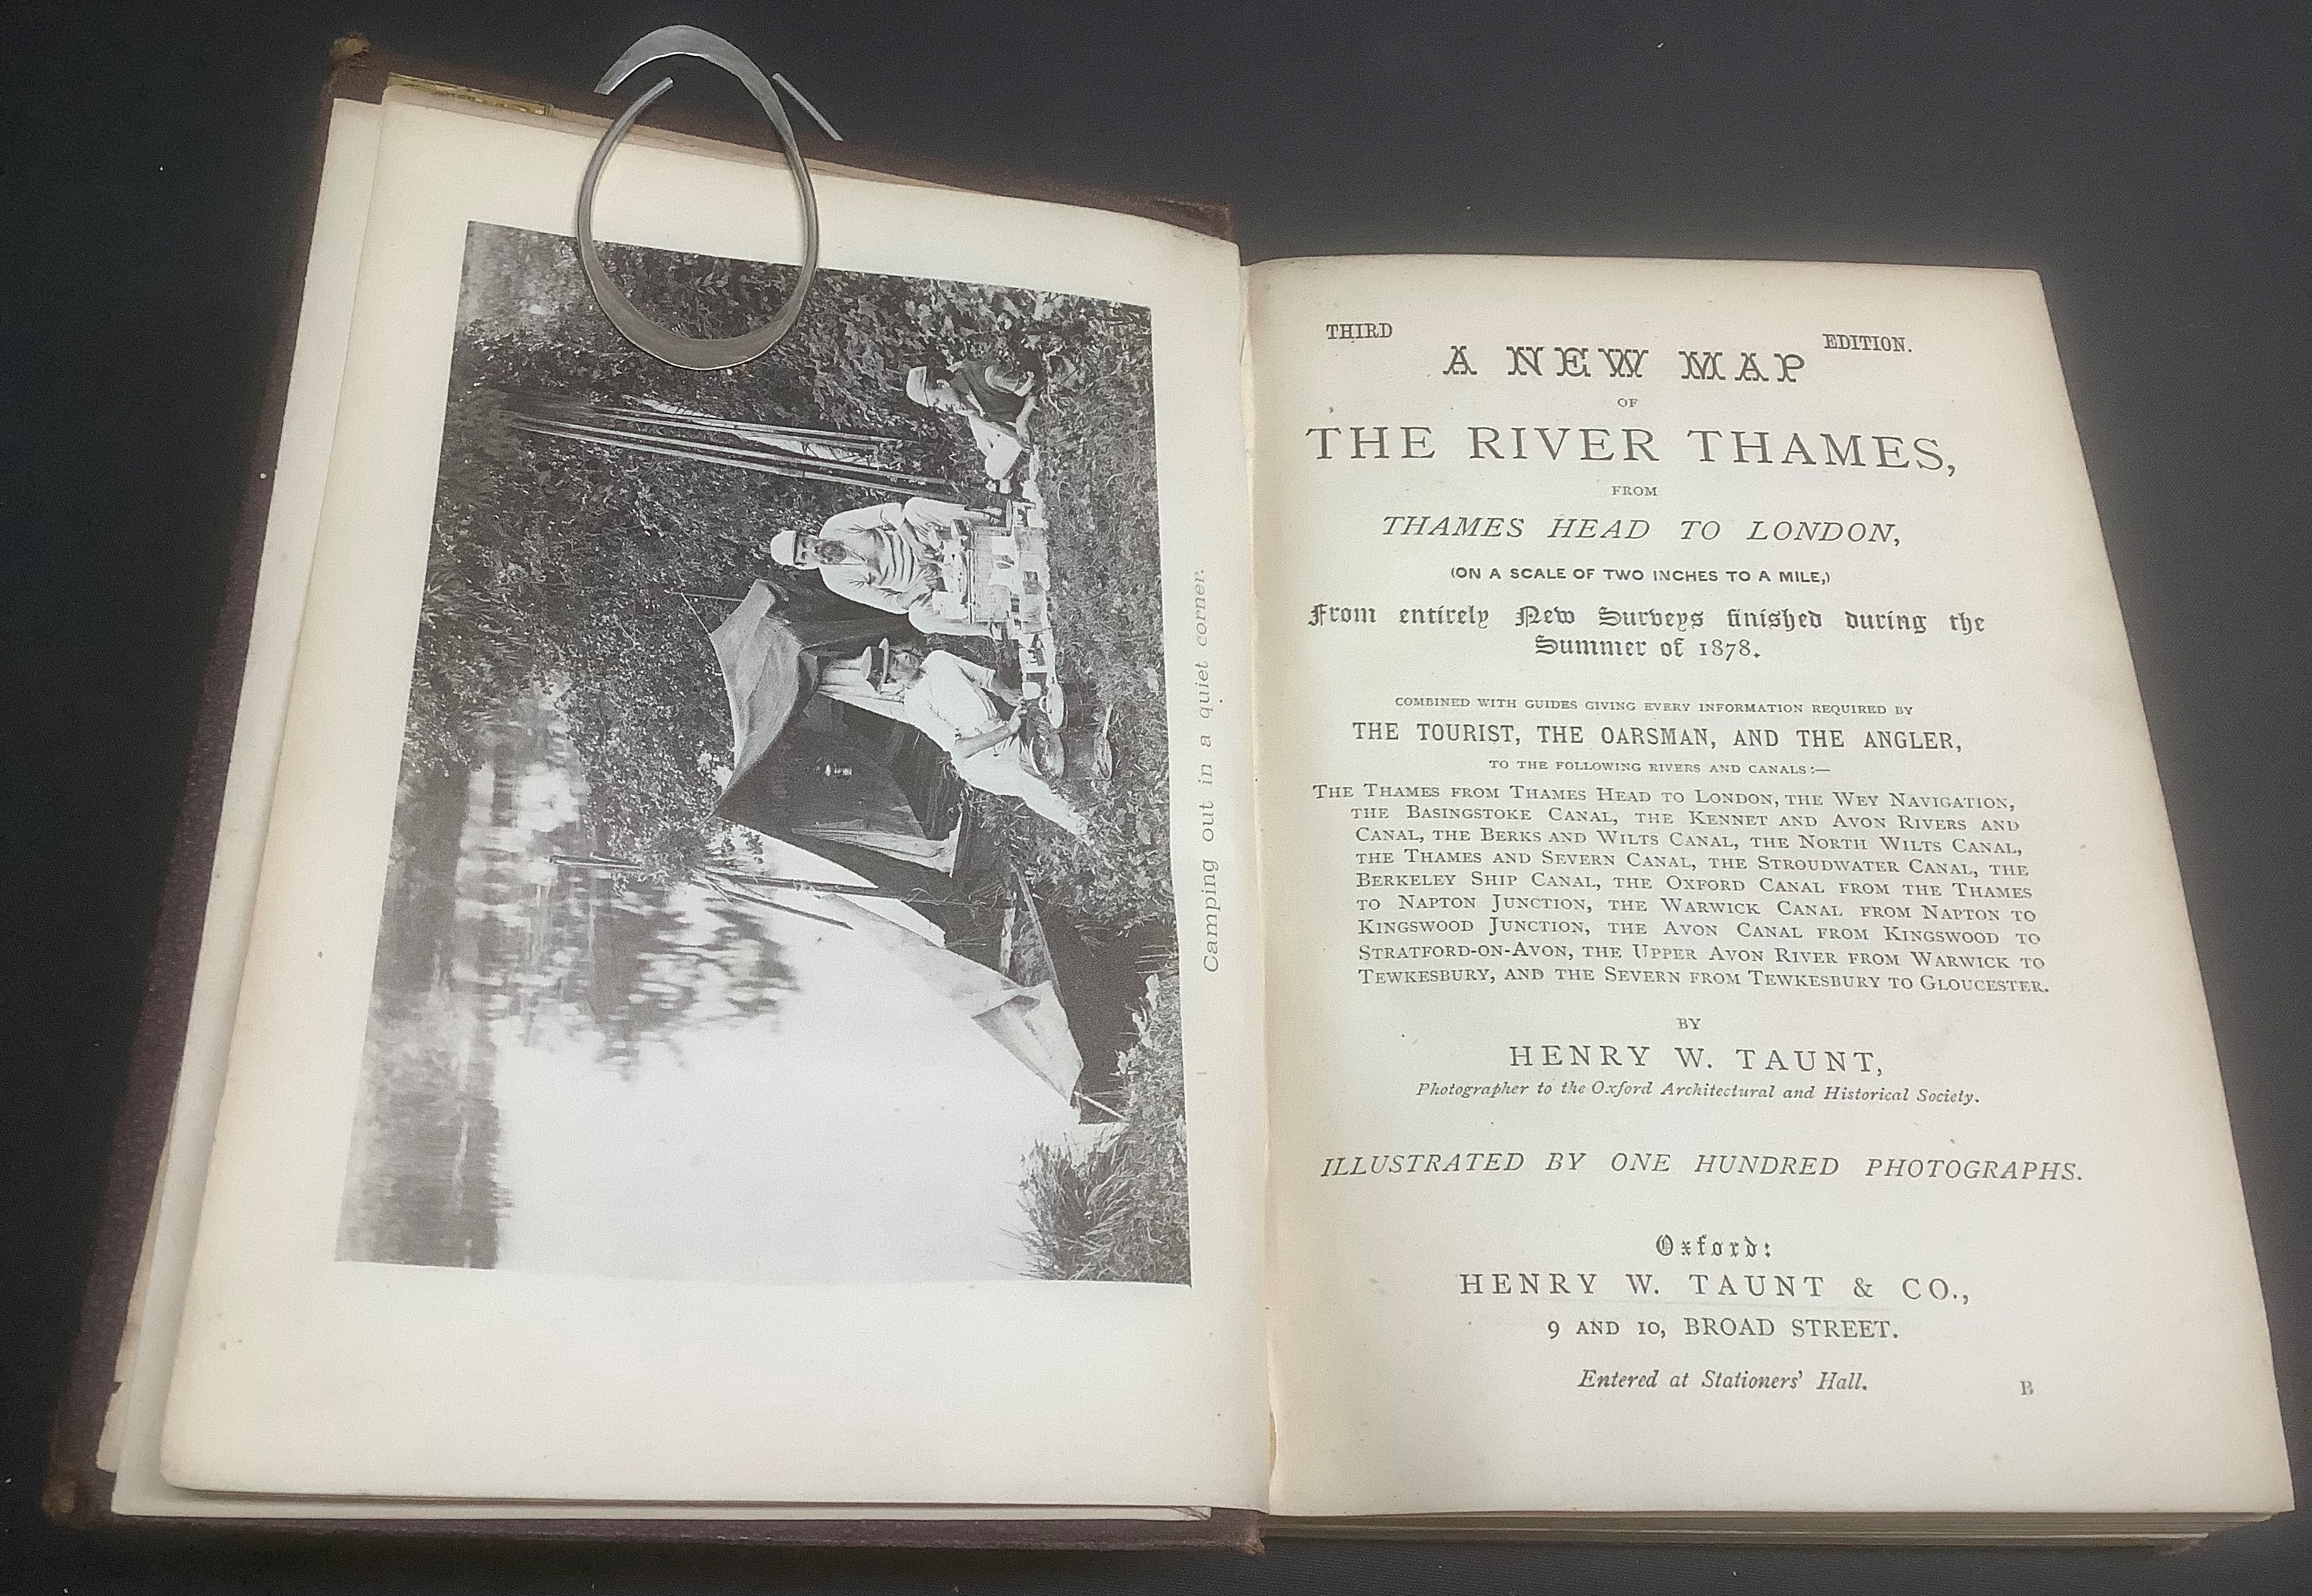 Camping out in a quiet corner.
THIRD EDITION.
A NEW MAP
OF
THE RIVER THAMES,
FROM
THAMES HEAD TO LONDON,
(ON A SCALE OF TWO INCHES TO A MILE,)
From entirely New Surveys finished during the
Summer of 1878.
COMBINED WITH GUIDES GIVING EVERY INFORMATION REQUIRED BY
THE TOURIST, THE OARSMAN, AND THE ANGLER,
TO THE FOLLOWING RIVERS AND CANALS:—
THE THAMES FROM THAMES HEAD TO LONDON, THE WEY NAVIGATION,
THE BASINGSTOKE CANAL, THE KENNET AND AVON RIVERS AND
CANAL, THE BERKS AND WILTS CANAL, THE NORTH WILTS CANAL,
THE THAMES AND SEVERN CANAL, THE STROUDWATER CANAL, THE
BERKELEY SHIP CANAL, THE OXFORD CANAL FROM THE THAMES
TO NAPTON JUNCTION, THE WARWICK CANAL FROM NAPTON TO
KINGSWOOD JUNCTION, THE AVON CANAL FROM KINGSWOOD TO
STRATFORD-ON-AVON, THE UPPER AVON RIVER FROM WARWICK TO
TEWKESBURY, AND THE SEVERN FROM TEWKESBURY TO GLOUCESTER.
BY
HENRY W. TAUNT,
Photographer to the Oxford Architectural and Historical Society.
ILLUSTRATED BY ONE HUNDRED PHOTOGRAPHS.
Oxford:
HENRY W. TAUNT & CO.,
9 AND 10, BROAD STREET.
Entered at Stationers' Hall.
B